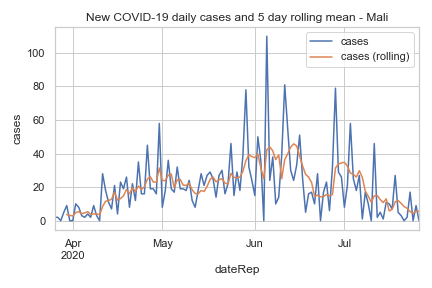 New COVID-19 daily cases and 5 day rolling mean - Mali
cases
cases (rolling)
cases
100
80
60
40
20
0
Apr
2020
May
Jun
Jul
dateRep